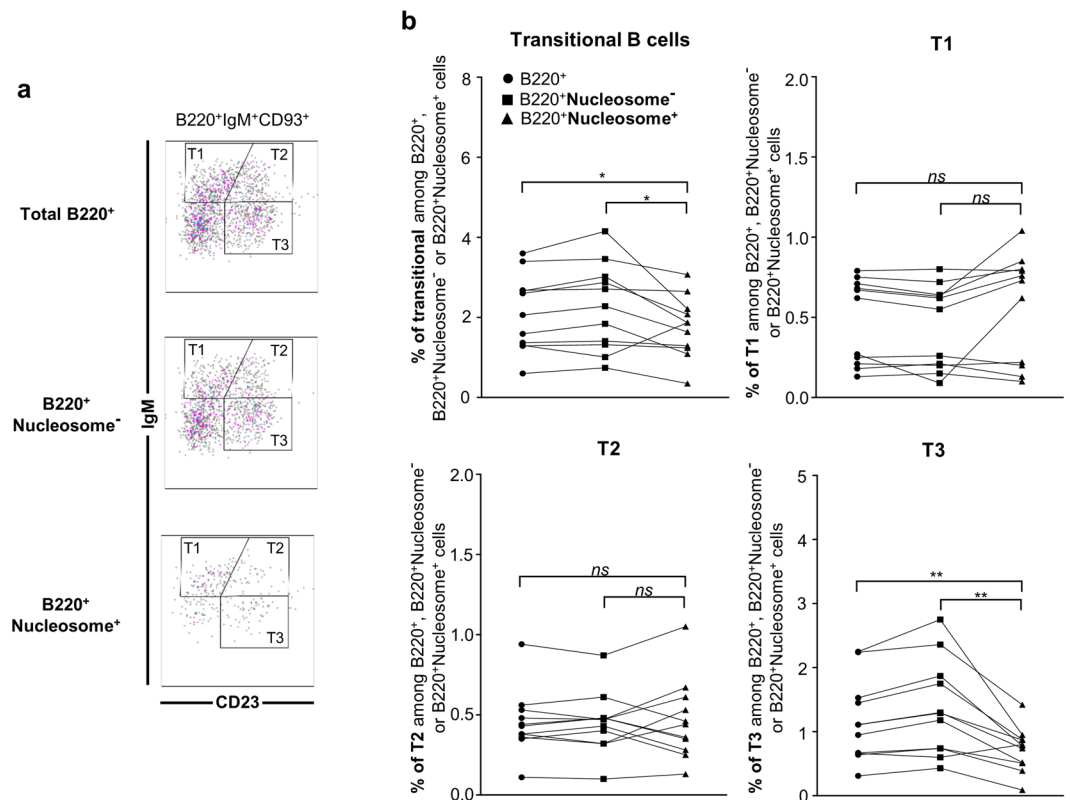 a
B220⁺IgM⁺CD93⁺
Total B220⁺
T1
T2
T3
B220⁺
Nucleosome⁻
T1
T2
T3
B220⁺
Nucleosome⁺
T1
T2
T3
IgM
CD23
b
Transitional B cells
% of transitional among B220⁺,
B220⁺Nucleosome⁻ or B220⁺Nucleosome⁺ cells
8
6
4
2
0
B220⁺
B220⁺Nucleosome⁻
B220⁺Nucleosome⁺
*
*
T1
% of T1 among B220⁺, B220⁺Nucleosome⁻
or B220⁺Nucleosome⁺ cells
2.0
1.5
1.0
0.5
0.0
ns
ns
T2
% of T2 among B220⁺, B220⁺Nucleosome⁻
or B220⁺Nucleosome⁺ cells
2.0
1.5
1.0
0.5
0.0
ns
ns
T3
% of T3 among B220⁺, B220⁺Nucleosome⁻
or B220⁺Nucleosome⁺ cells
5
4
3
2
1
0
**
**